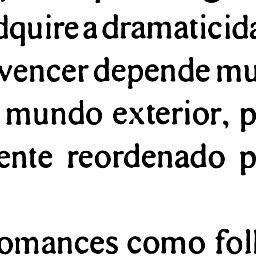 dquire a dramaticida
vencer depende mu
mundo exterior, p
ente reordenado p
omances como foll